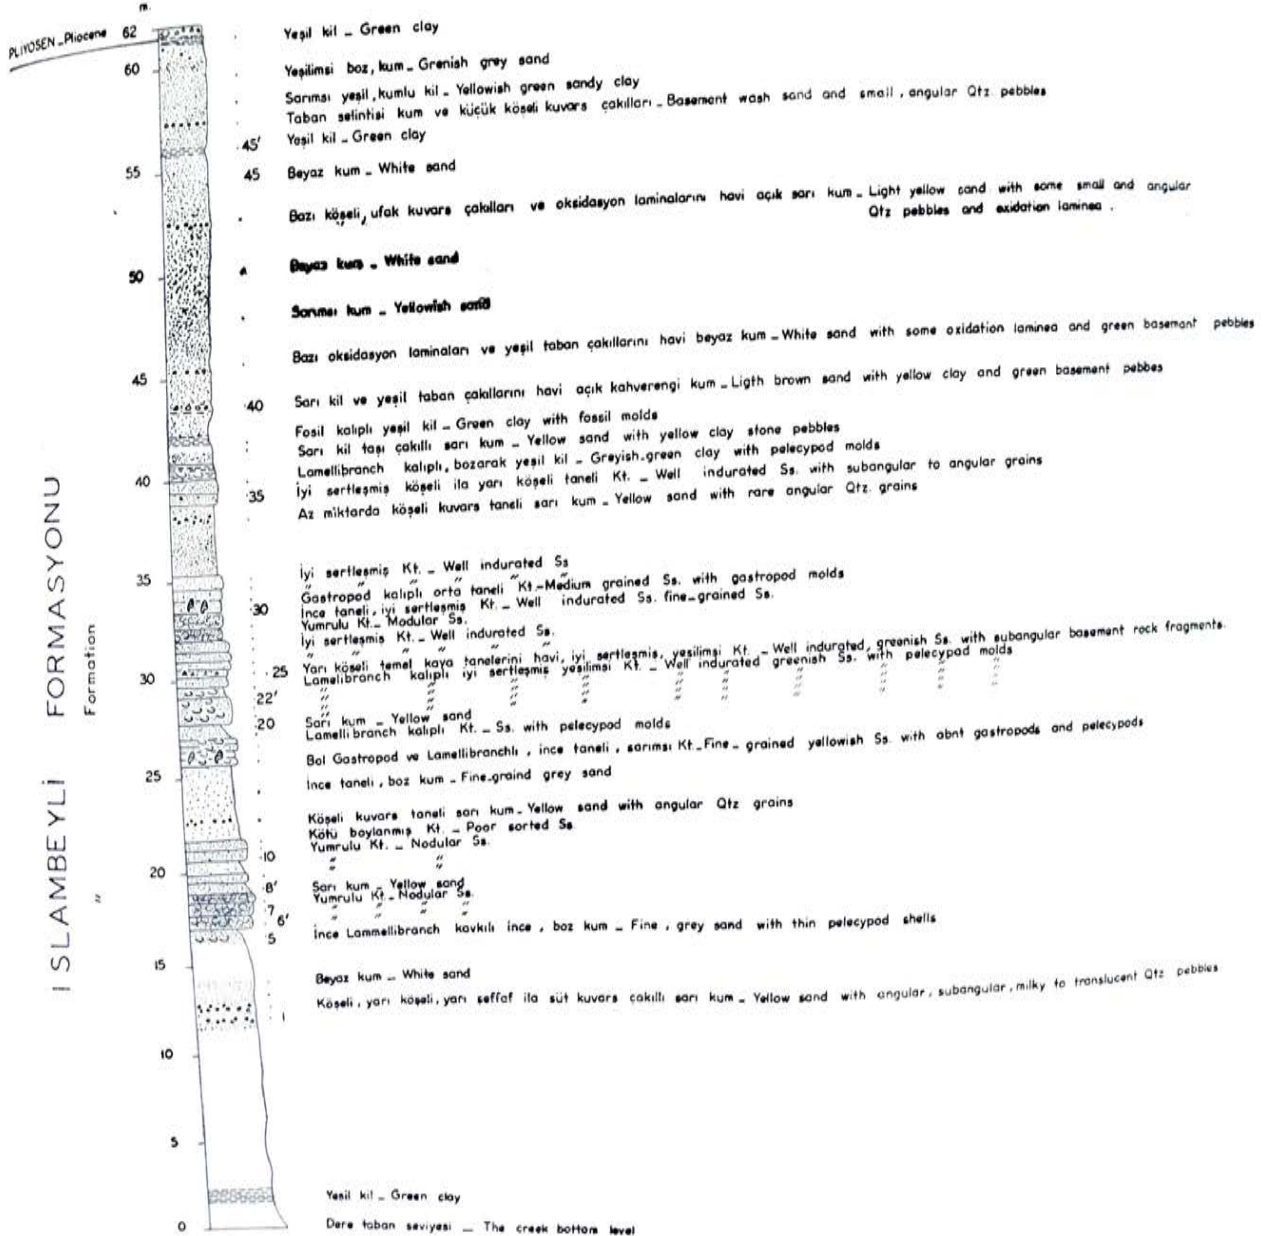 m.
PLİYOSEN - Pliocene 62 Yeşil kil - Green clay
Yeşilimsi boz, kum - Grenish grey sand
60
Sarımsı yeşil, kumlu kil - Yellowish green sandy clay
Taban selintisi kum ve küçük köşeli kuvars çakılları - Basement wash sand and small, angular Qtz pebbles
45' Yeşil kil - Green clay
55 45 Beyaz kum - White sand
Bazı köşeli, ufak kuvars çakılları ve oksidasyon laminalarını havi açık sarı kum - Light yellow sand with some small and angular
Qtz pebbles and oxidation laminea .
50 Beyaz kum - White sand
Sarımsı kum - Yellowish sand
Bazı oksidasyon laminaları ve yeşil taban çakıllarını havi beyaz kum - White sand with some oxidation laminea and green basemant pebbles
45
40 Sarı kil ve yeşil taban çakıllarını havi açık kahverengi kum - Ligth brown sand with yellow clay and green basement pebbes
Fosil kalıplı yeşil kil - Green clay with fossil molds
Sarı kil taşı çakıllı sarı kum - Yellow sand with yellow clay stone pebbles
Lamellibranch kalıplı, bozarak yeşil kil - Greyish-green clay with pelecypod molds
40
35 İyi sertleşmiş köşeli ila yarı köşeli taneli Kt. - Well indurated Ss. with subangular to angular grains
Az miktarda köşeli kuvars taneli sarı kum - Yellow sand with rare angular Qtz. grains
İyi sertleşmiş Kt. - Well indurated Ss
" " " " "
35
Gastropod kalıplı orta taneli Kt - Medium grained Ss. with gastropod molds
30 İnce taneli, iyi sertleşmiş Kt. - Well indurated Ss. fine-grained Ss.
Yumrulu Kt. - Modular Ss.
İyi sertleşmiş Kt. - Well indurated Ss.
" " " " " "
25 Yarı köşeli temel kaya tanelerini havi, iyi sertleşmiş, yeşilimsi Kt. - Well indurated, greenish Ss. with subangular basement rock fragments.
30 Lamelibranch kalıplı iyi sertleşmiş yeşilimsi Kt. - Well indurated greenish Ss. with pelecypod molds
22' " " " " " " " " "
20 Sarı kum - Yellow sand
Lamellibranch kalıplı Kt. - Ss. with pelecypod molds
Bol Gastropod ve Lamellibranchlı, ince taneli, sarımsı Kt - Fine - grained yellowish Ss. with abnt gastropods and pelecypods
25
İnce taneli, boz kum - Fine-graind grey sand
Köşeli kuvars taneli sarı kum - Yellow sand with angular Qtz grains
Kötü boylanmış Kt. - Poor sorted Ss.
10 Yumrulu Kt. - Nodular Ss.
" "
20
8' Sarı kum - Yellow sand
7 Yumrulu Kt - Nodular Ss.
6' " " " "
5 İnce Lammellibranch kavkılı ince, boz kum - Fine, grey sand with thin pelecypod shells
15
Beyaz kum - White sand
1 Köşeli, yarı köşeli, yarı şeffaf ila süt kuvars çakıllı sarı kum - Yellow sand with angular, subangular, milky to translucent Qtz pebbles
10
5
Yeşil kil - Green clay
0 Dere taban seviyesi - The creek bottom level
İSLAMBEYLİ FORMASYONU
" Formation